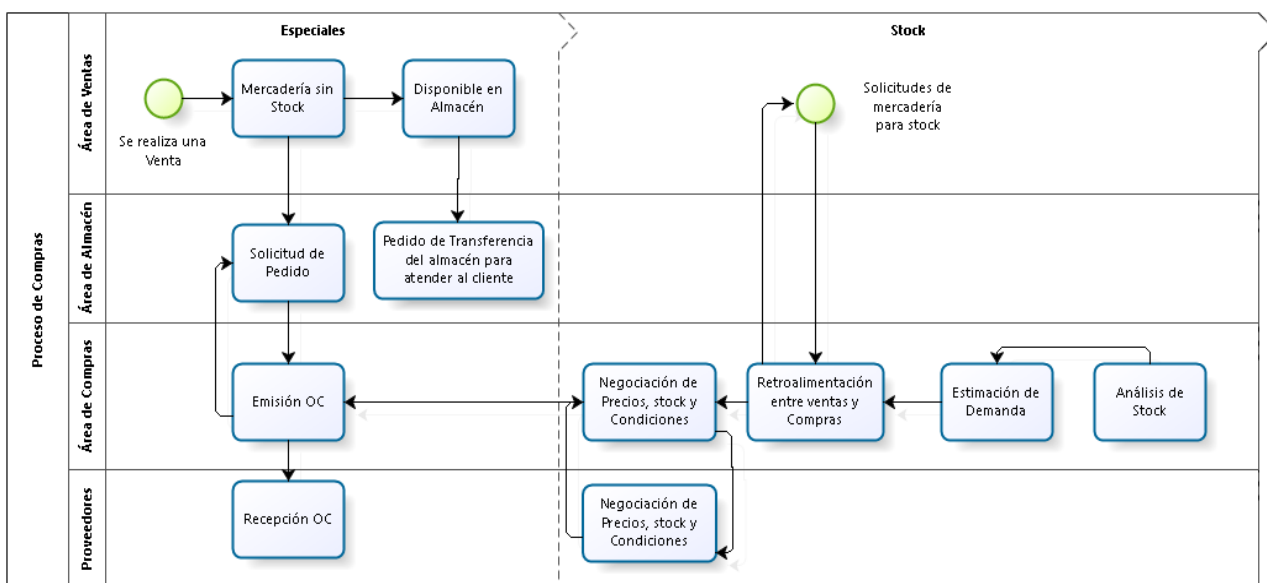 Proceso de Compras
Especiales
Stock
Área de Ventas
Se realiza una
Venta
Mercadería sin
Stock
Disponible en
Almacén
Solicitudes de
mercadería
para stock
Área de Almacén
Solicitud de
Pedido
Pedido de Transferencia
del almacén para
atender al cliente
Área de Compras
Emisión OC
Negociación de
Precios, stock y
Condiciones
Retroalimentación
entre ventas y
Compras
Estimación de
Demanda
Análisis de
Stock
Proveedores
Recepción OC
Negociación de
Precios, stock y
Condiciones